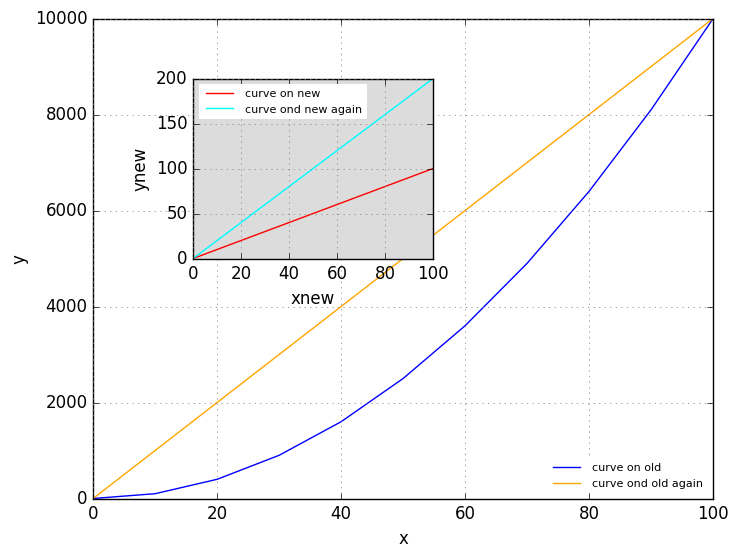 10000
8000
6000
4000
2000
0
y
0 20 40 60 80 100
x
200
150
100
50
0
ynew
0 20 40 60 80 100
xnew
curve on new
curve ond new again
curve on old
curve ond old again